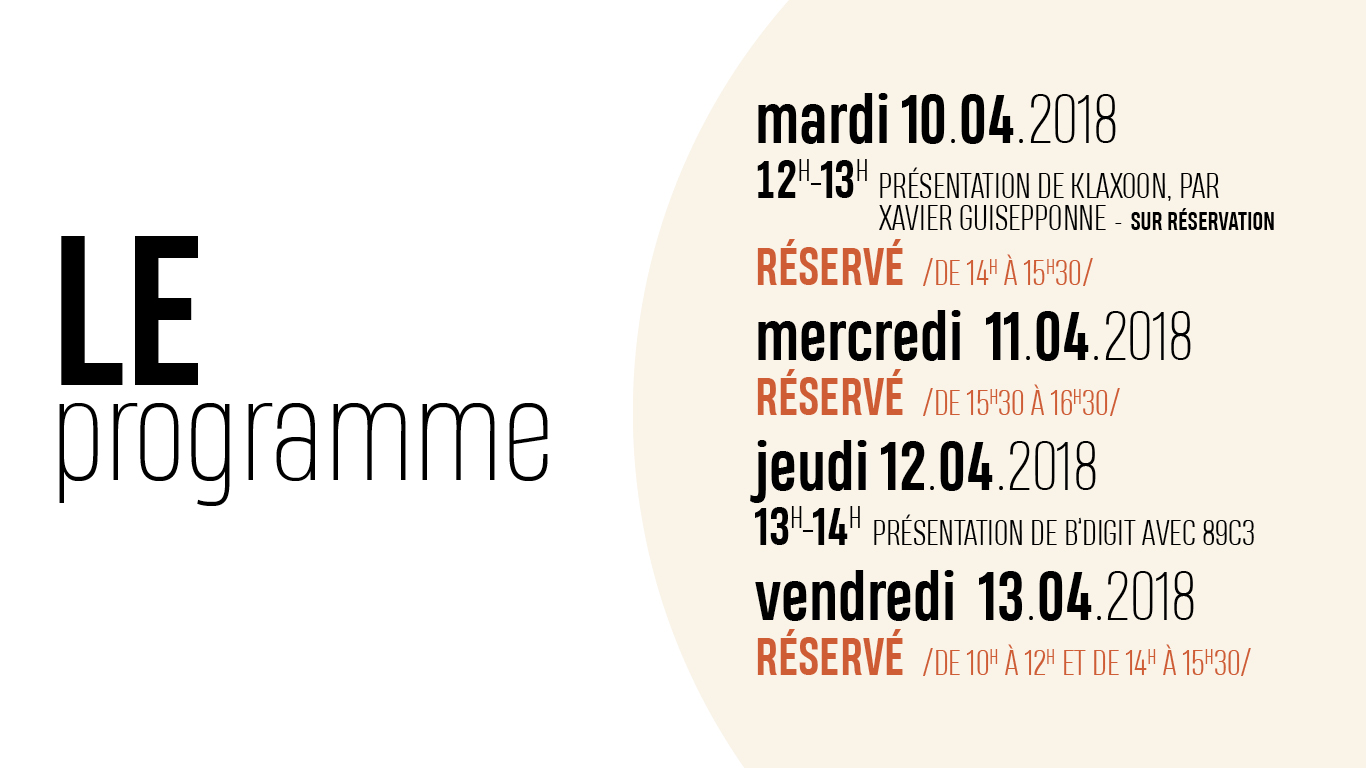 LE
programme
mardi 10.04.2018
12H-13H PRÉSENTATION DE KLAXOON, PAR
XAVIER GUISEPPONNE - SUR RÉSERVATION
RÉSERVÉ /DE 14H À 15H30/
mercredi 11.04.2018
RÉSERVÉ /DE 15H30 À 16H30/
jeudi 12.04.2018
13H-14H PRÉSENTATION DE B'DIGIT AVEC 89C3
vendredi 13.04.2018
RÉSERVÉ /DE 10H À 12H ET DE 14H À 15H30/